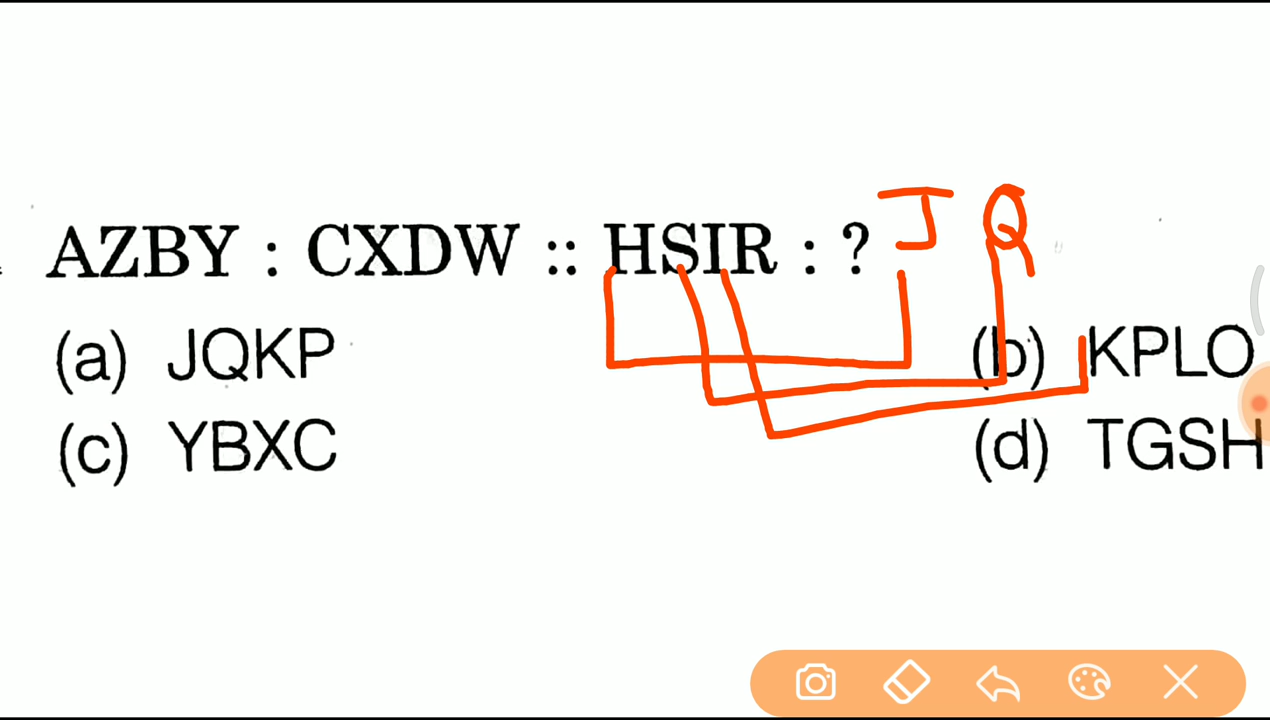 AZBY : CXDW :: HSIR : ? J Q
(a) JQKP (b) KPLO
(c) YBXC (d) TGSH